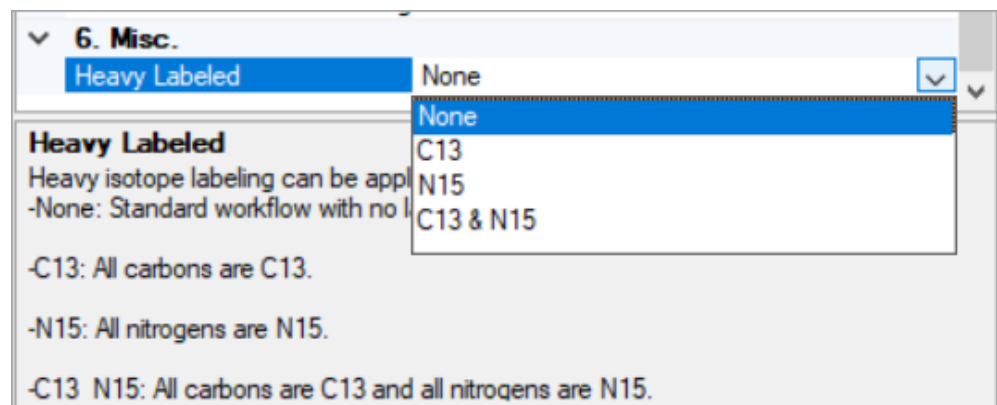 6. Misc.
Heavy Labeled None
None
C13
N15
C13 & N15
Heavy Labeled
Heavy isotope labeling can be appl
-None: Standard workflow with no l
-C13: All carbons are C13.
-N15: All nitrogens are N15.
-C13 N15: All carbons are C13 and all nitrogens are N15.